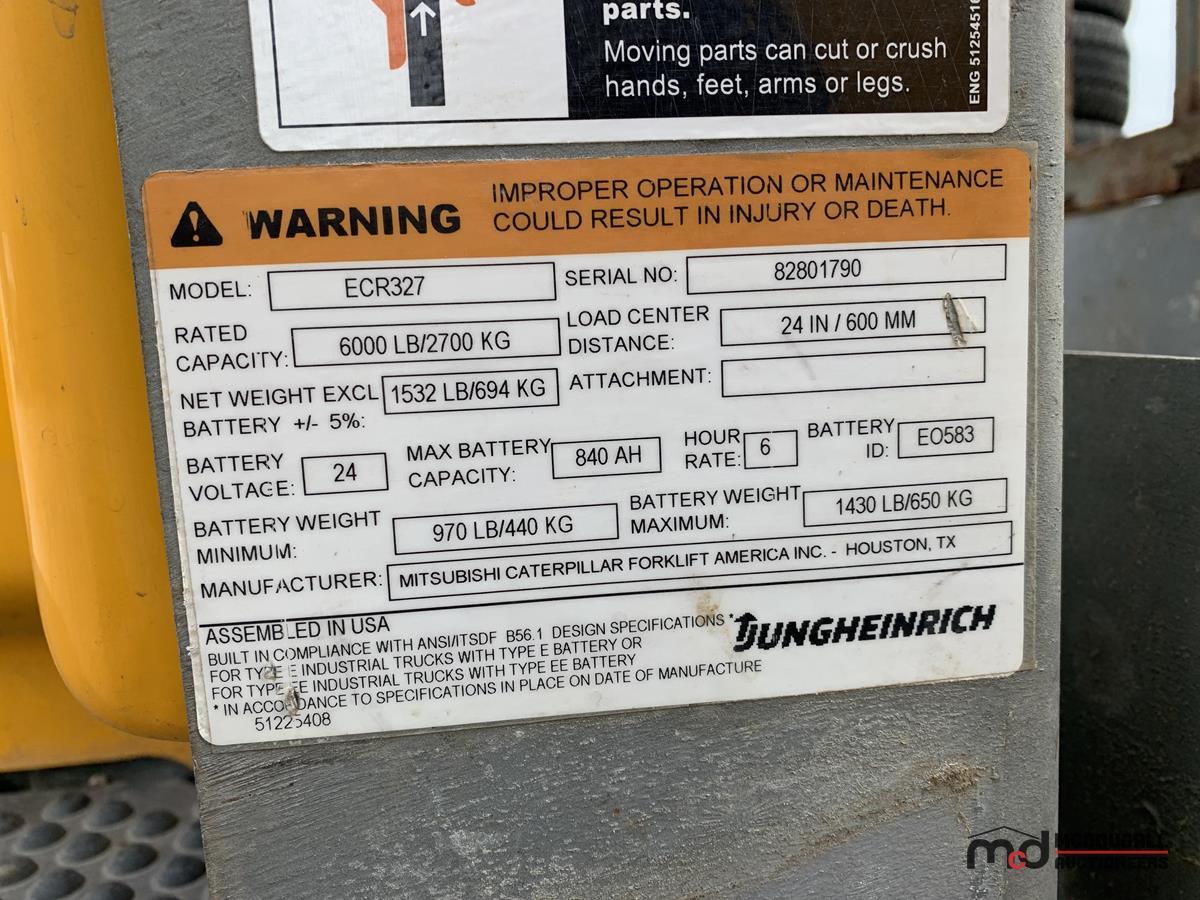 parts.
Moving parts can cut or crush
hands, feet, arms or legs.
ENG 5125451
WARNING
IMPROPER OPERATION OR MAINTENANCE
COULD RESULT IN INJURY OR DEATH.
MODEL: ECR327 SERIAL NO: 82801790
RATED
CAPACITY: 6000 LB/2700 KG
LOAD CENTER
DISTANCE: 24 IN / 600 MM
NET WEIGHT EXCL
BATTERY +/- 5%: 1532 LB/694 KG
ATTACHMENT:
BATTERY
VOLTAGE: 24
MAX BATTERY
CAPACITY: 840 AH
HOUR
RATE: 6
BATTERY
ID: EO583
BATTERY WEIGHT
MINIMUM: 970 LB/440 KG
BATTERY WEIGHT
MAXIMUM: 1430 LB/650 KG
MANUFACTURER: MITSUBISHI CATERPILLAR FORKLIFT AMERICA INC. - HOUSTON, TX
ASSEMBLED IN USA
BUILT IN COMPLIANCE WITH ANSI/ITSDF B56.1 DESIGN SPECIFICATIONS *
FOR TYPE E INDUSTRIAL TRUCKS WITH TYPE E BATTERY OR
FOR TYPE EE INDUSTRIAL TRUCKS WITH TYPE EE BATTERY
* IN ACCORDANCE TO SPECIFICATIONS IN PLACE ON DATE OF MANUFACTURE
51225408
JUNGHEINRICH
mcd
MCDOUGALL
AUCTIONEERS